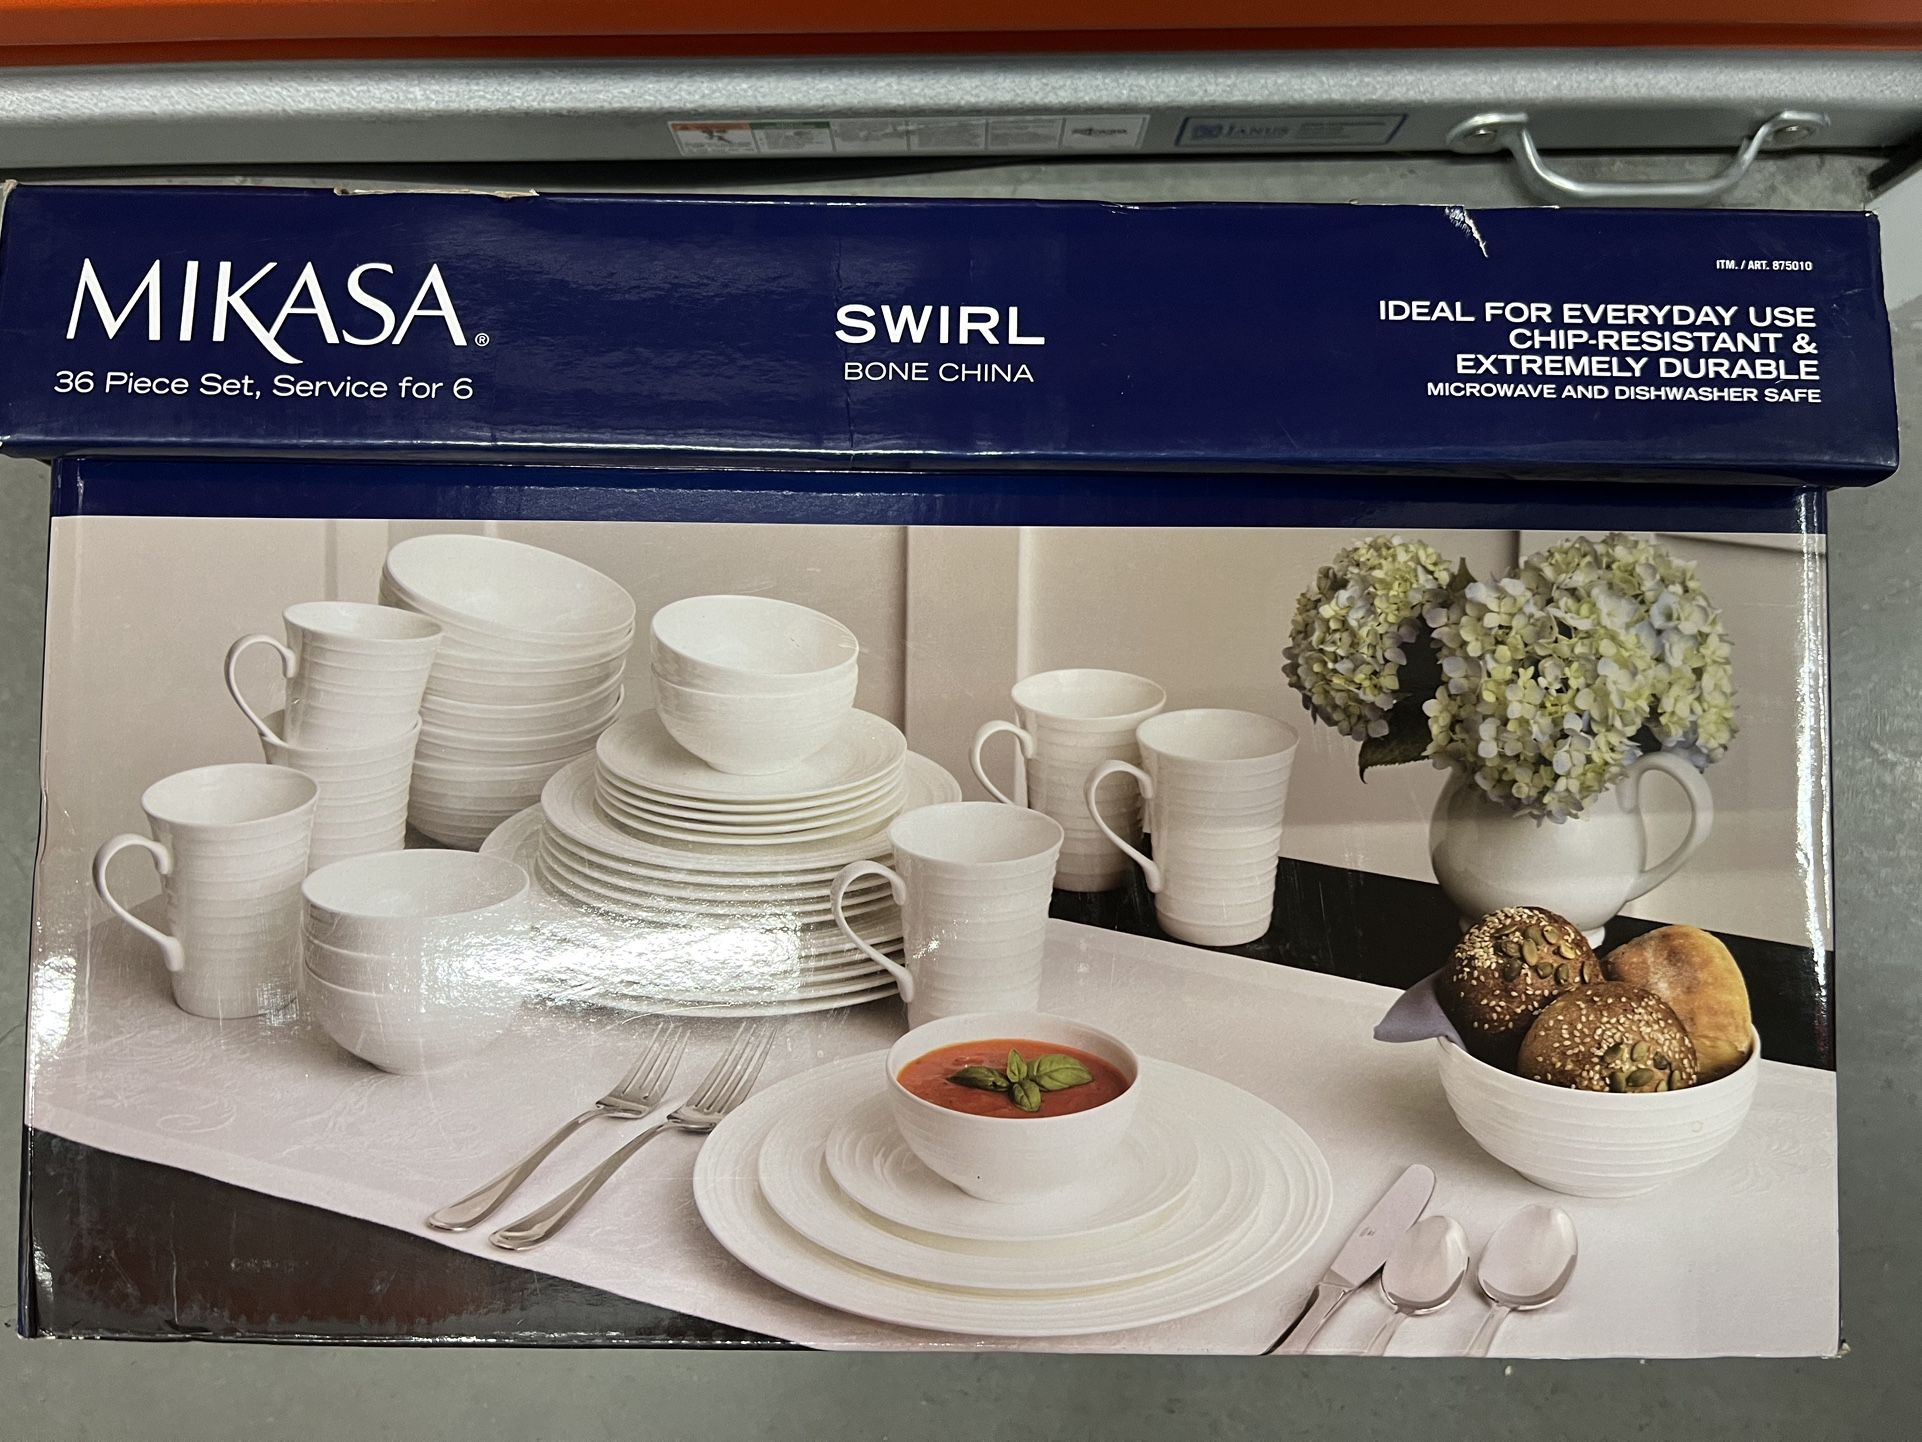 JANUS
MIKASA®
36 Piece Set, Service for 6
SWIRL
BONE CHINA
ITM. / ART. 875010
IDEAL FOR EVERYDAY USE
CHIP-RESISTANT &
EXTREMELY DURABLE
MICROWAVE AND DISHWASHER SAFE